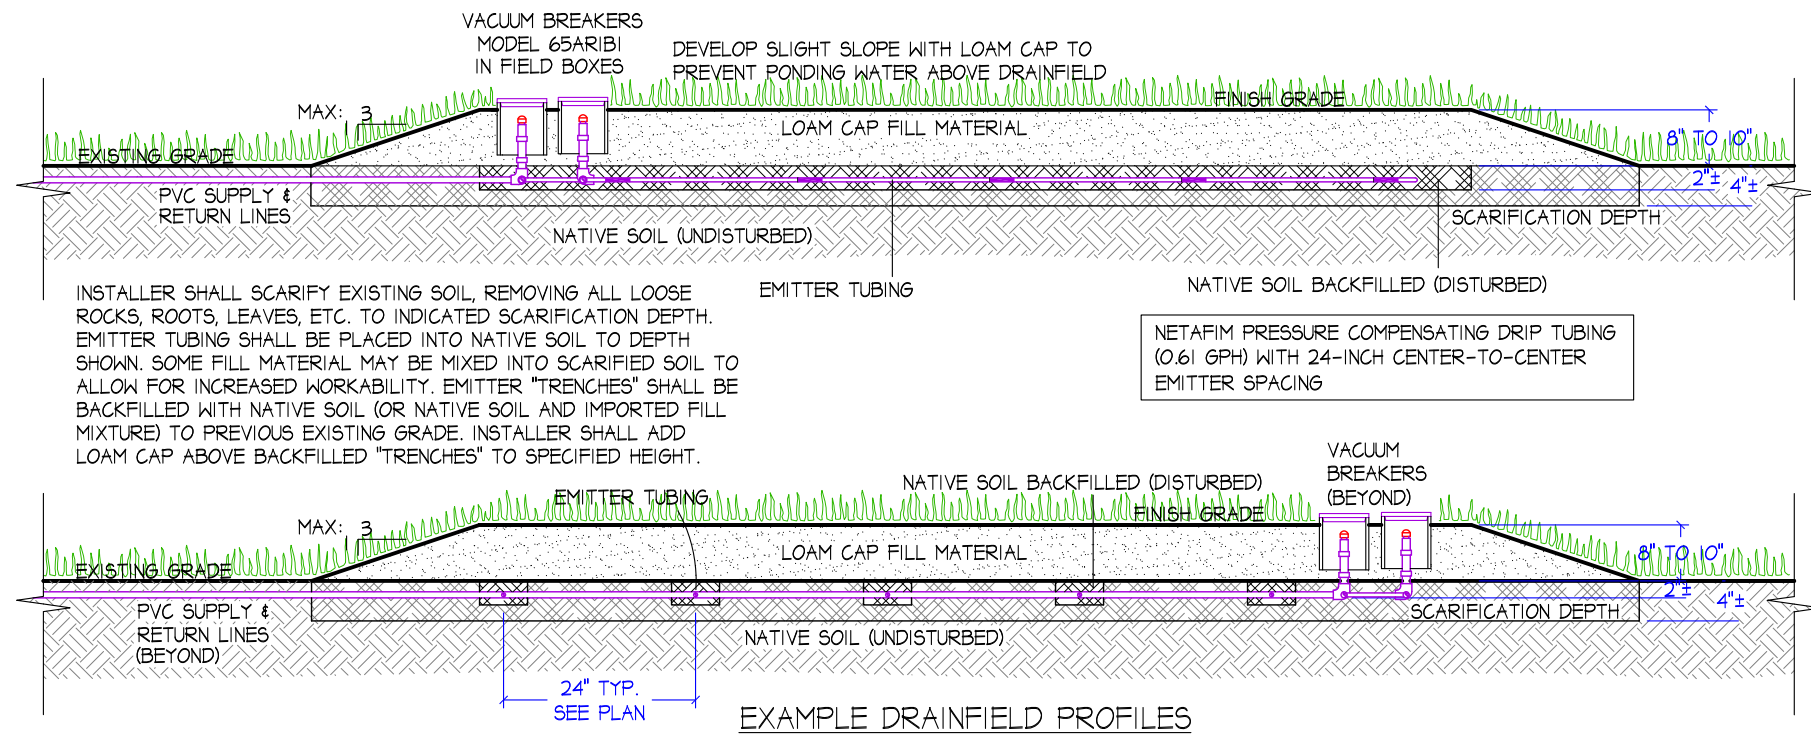 VACUUM BREAKERS
MODEL 65ARIB1
IN FIELD BOXES
DEVELOP SLIGHT SLOPE WITH LOAM CAP TO
PREVENT PONDING WATER ABOVE DRAINFIELD
MAX: 3
1
FINISH GRADE
LOAM CAP FILL MATERIAL
8" TO 10"
EXISTING GRADE
2"±
4"±
PVC SUPPLY &
RETURN LINES
SCARIFICATION DEPTH
NATIVE SOIL (UNDISTURBED)
EMITTER TUBING
NATIVE SOIL BACKFILLED (DISTURBED)
INSTALLER SHALL SCARIFY EXISTING SOIL, REMOVING ALL LOOSE
ROCKS, ROOTS, LEAVES, ETC. TO INDICATED SCARIFICATION DEPTH.
EMITTER TUBING SHALL BE PLACED INTO NATIVE SOIL TO DEPTH
SHOWN. SOME FILL MATERIAL MAY BE MIXED INTO SCARIFIED SOIL TO
ALLOW FOR INCREASED WORKABILITY. EMITTER "TRENCHES" SHALL BE
BACKFILLED WITH NATIVE SOIL (OR NATIVE SOIL AND IMPORTED FILL
MIXTURE) TO PREVIOUS EXISTING GRADE. INSTALLER SHALL ADD
LOAM CAP ABOVE BACKFILLED "TRENCHES" TO SPECIFIED HEIGHT.
NETAFIM PRESSURE COMPENSATING DRIP TUBING
(0.61 GPH) WITH 24-INCH CENTER-TO-CENTER
EMITTER SPACING
VACUUM
BREAKERS
(BEYOND)
NATIVE SOIL BACKFILLED (DISTURBED)
EMITTER TUBING
MAX: 3
1
FINISH GRADE
LOAM CAP FILL MATERIAL
8" TO 10"
EXISTING GRADE
2"±
4"±
PVC SUPPLY &
RETURN LINES
(BEYOND)
SCARIFICATION DEPTH
NATIVE SOIL (UNDISTURBED)
24" TYP.
SEE PLAN
EXAMPLE DRAINFIELD PROFILES